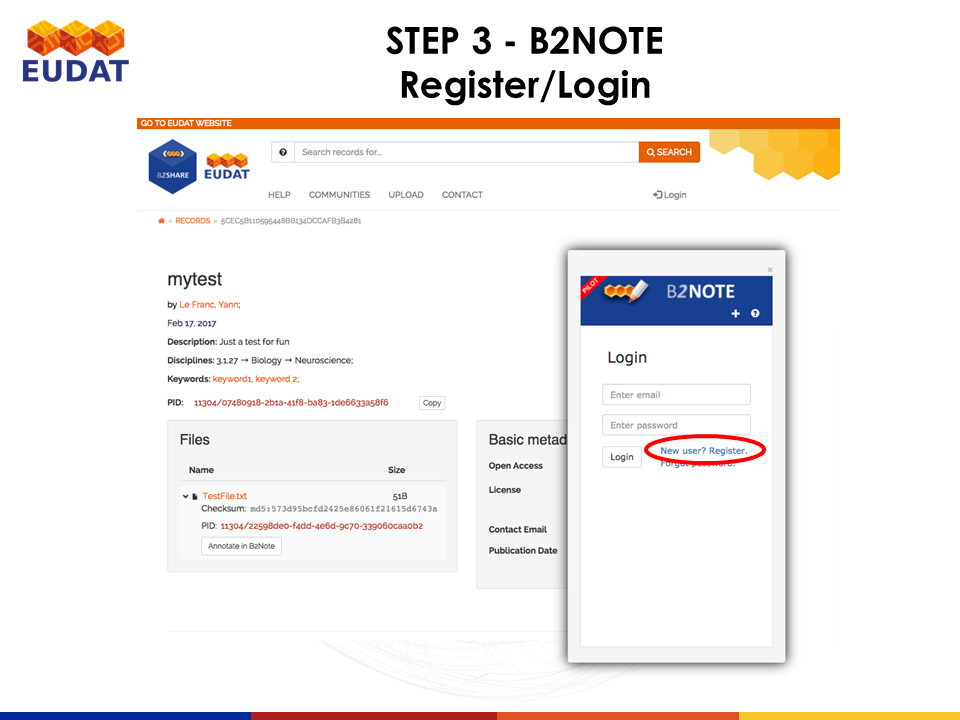 EUDAT
STEP 3 - B2NOTE
Register/Login
GO TO EUDAT WEBSITE
B2SHARE
EUDAT
Search records for...
SEARCH
HELP COMMUNITIES UPLOAD CONTACT Login
» RECORDS » 5CEC5B110595448BB134DCCAFB3B4281
mytest
by Le Franc, Yann;
Feb 17, 2017
Description: Just a test for fun
Disciplines: 3.1.27 → Biology → Neuroscience;
Keywords: keyword1, keyword 2;
PID: 11304/07480918-2b1a-41f8-ba83-1de6633a58f6 Copy
Files
Name Size
TestFile.txt 51B
Checksum: md5:573d95bcfd2425e86061f21615d6743a
PID: 11304/22598de0-f4dd-4e6d-9c70-339060caa0b2
Annotate in B2Note
Basic metad
Open Access
License
Contact Email
Publication Date
PILOT
B2NOTE
Login
Enter email
Enter password
Login
New user? Register.
Forgot password.